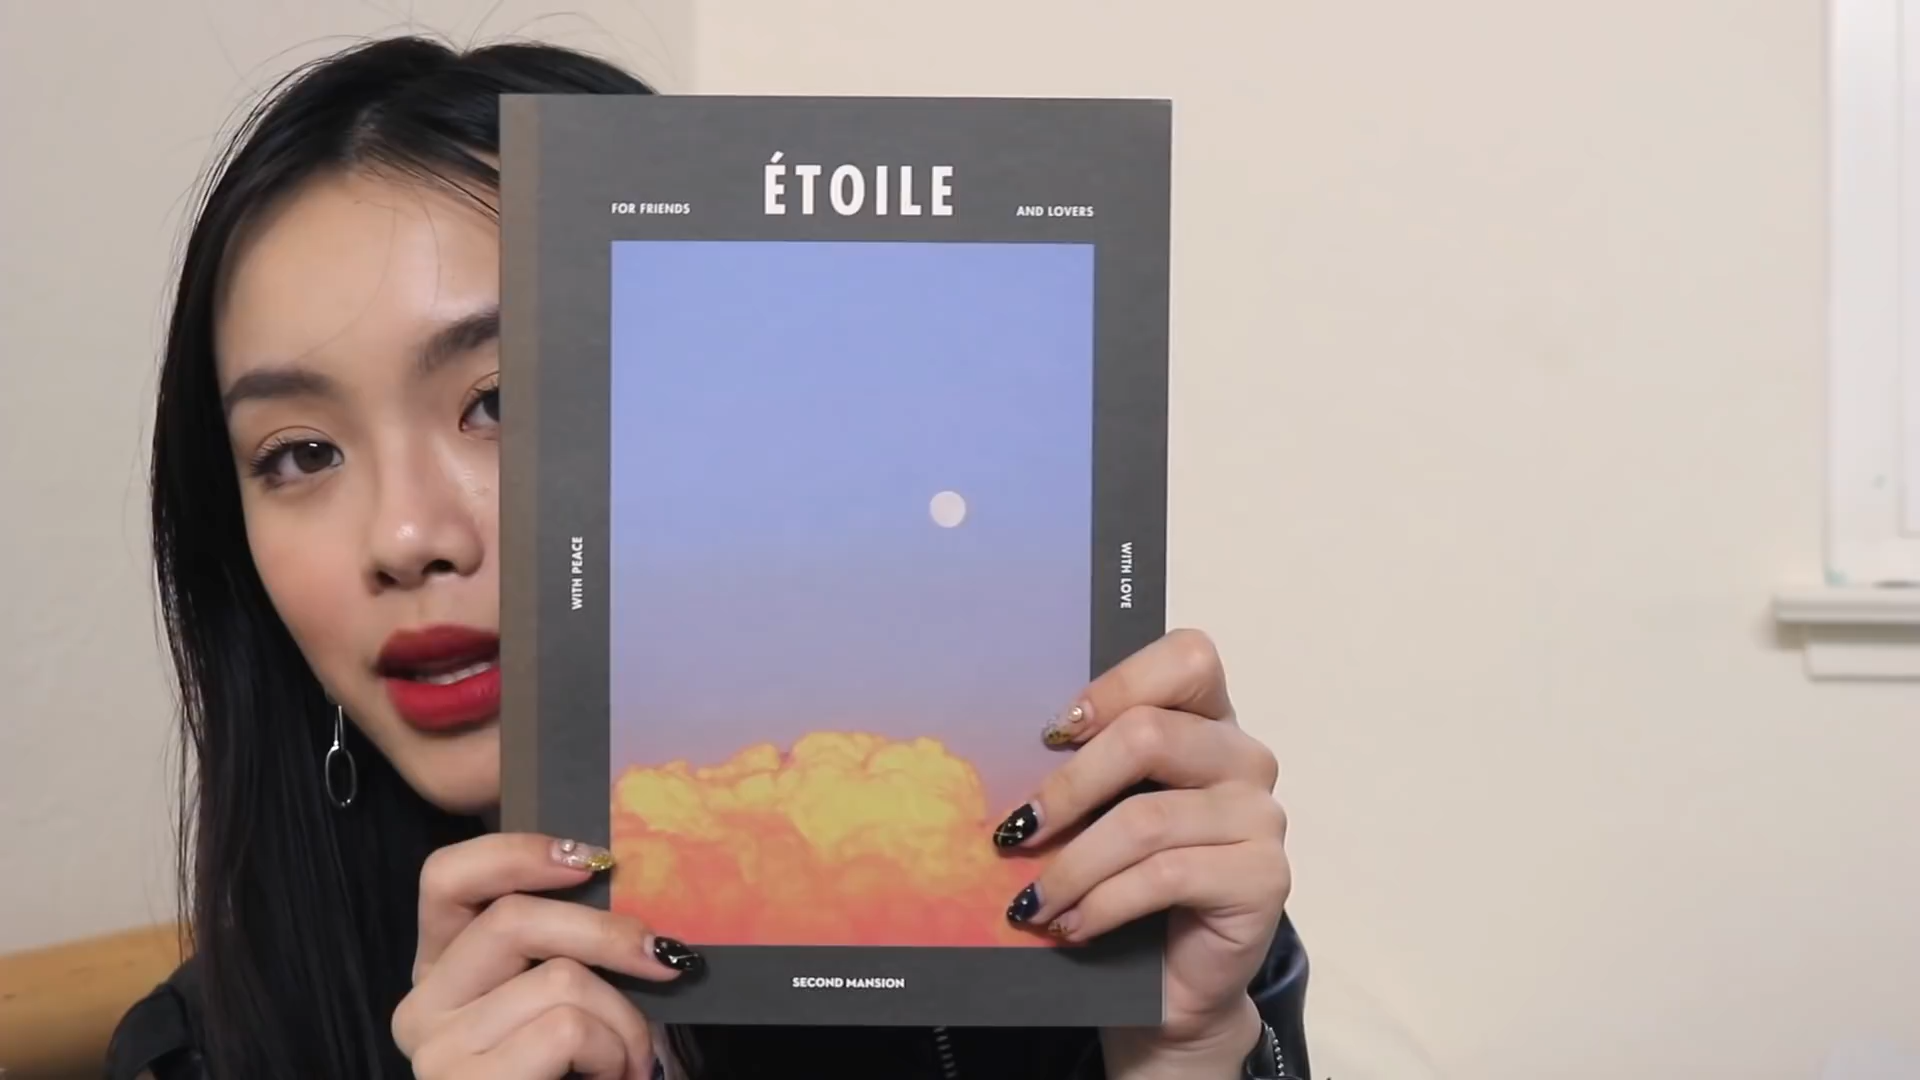 ÉTOILE
FOR FRIENDS
AND LOVERS
WITH PEACE
WITH LOVE
SECOND MANSION